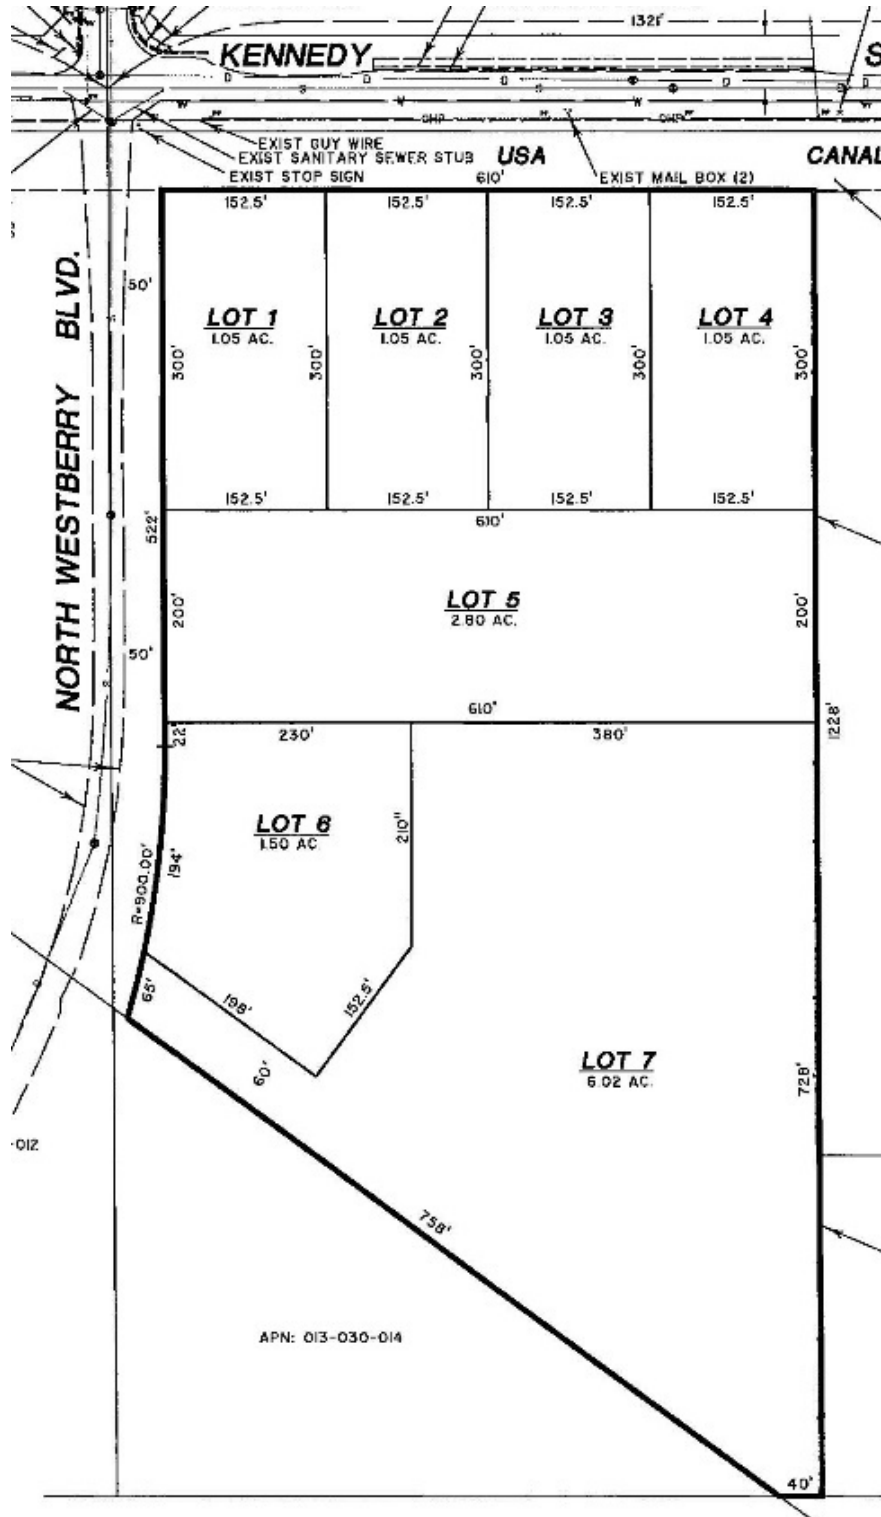 1321'
KENNEDY
S
EXIST GUY WIRE
EXIST SANITARY SEWER STUB
EXIST STOP SIGN
USA
CANAL
EXIST MAIL BOX (2)
610'
152.5' 152.5' 152.5' 152.5'
NORTH WESTBERRY BLVD.
50'
LOT 1
1.05 AC.
LOT 2
1.05 AC.
LOT 3
1.05 AC.
LOT 4
1.05 AC.
300' 300' 300' 300' 300'
152.5' 152.5' 152.5' 152.5'
610'
522'
200'
LOT 5
2.80 AC.
200'
50'
610"
22'
230'
380'
1228'
LOT 6
1.50 AC.
210"
R=900.00'
194'
65'
198'
152.5'
60'
LOT 7
6.02 AC.
728'
-012
758'
APN: 013-030-014
40'